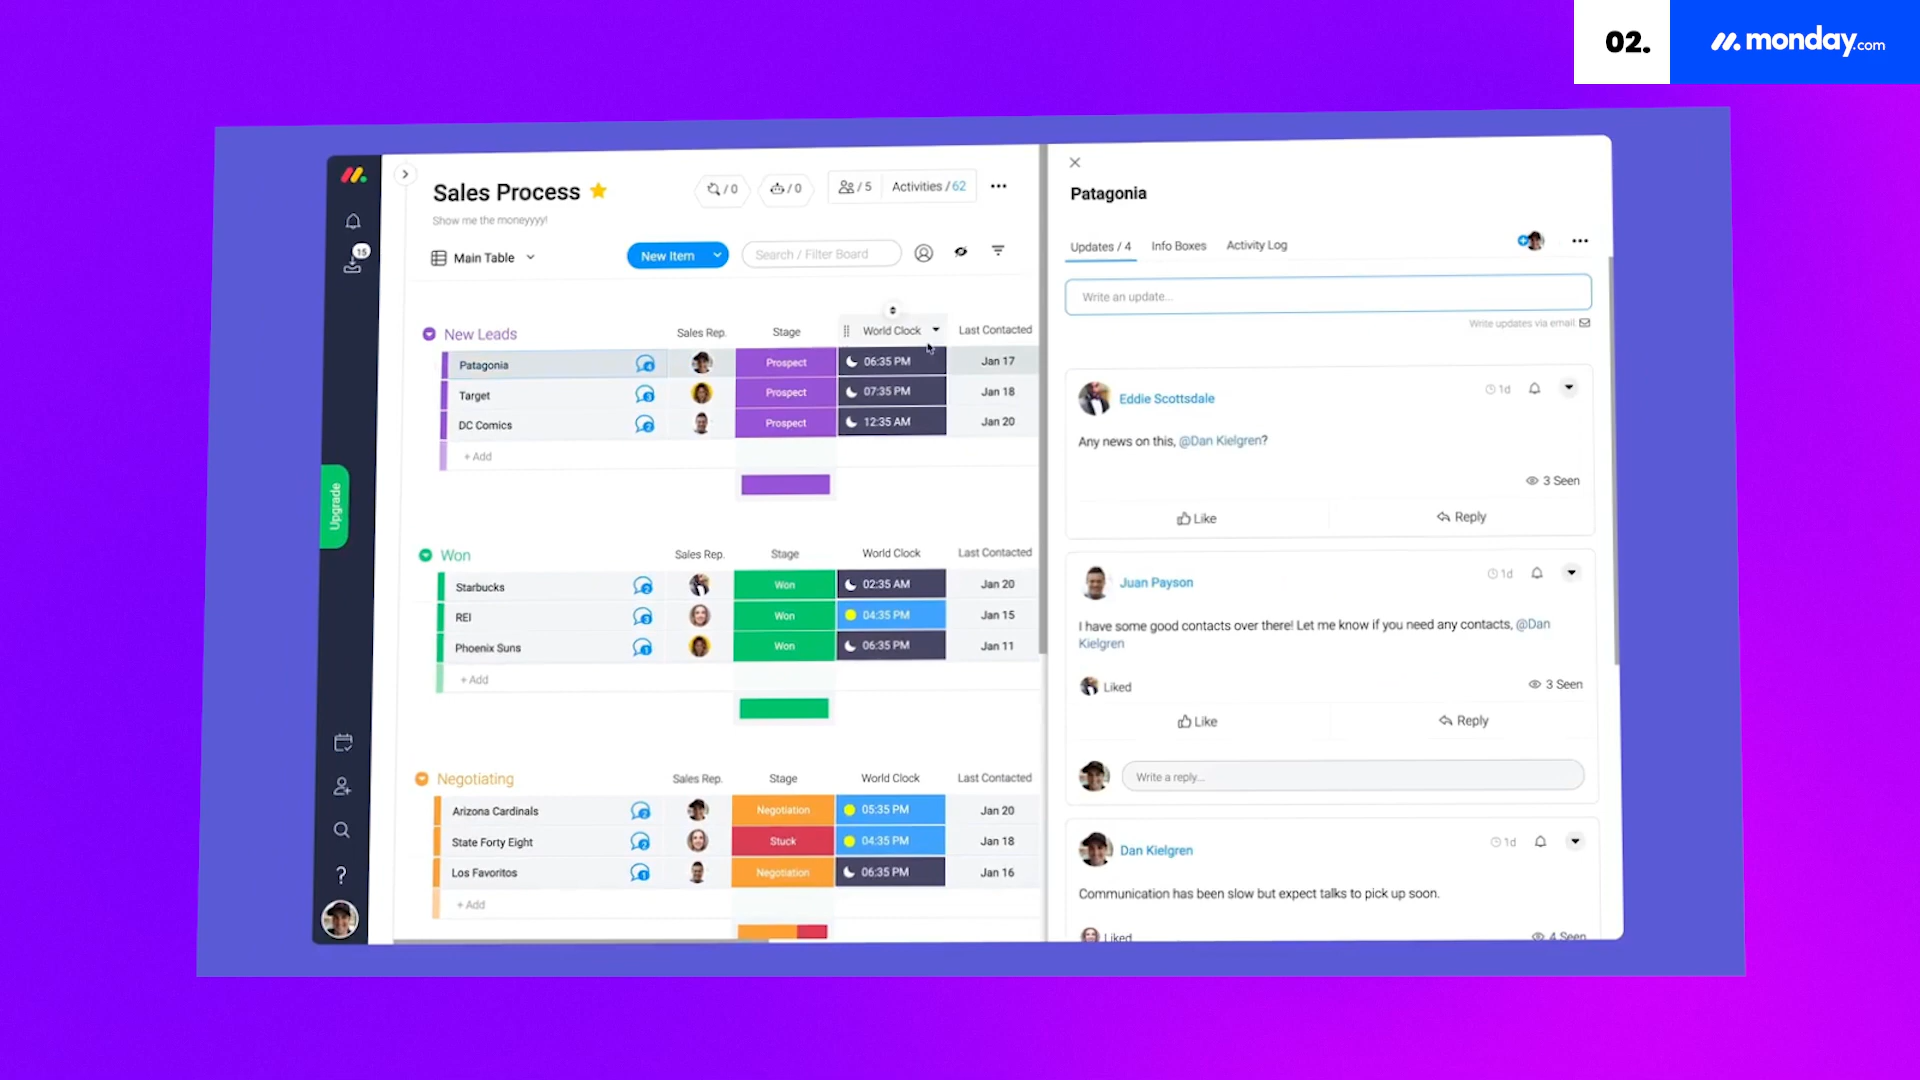 02.
monday.com
Sales Process
/ 0
/ 0
/ 5
Activities / 62
Show me the moneyyyy!
15
Main Table
New Item
Search / Filter Board
New Leads
Sales Rep.
Stage
World Clock
Last Contacted
Patagonia
4
Prospect
06:35 PM
Jan 17
Target
3
Prospect
07:35 PM
Jan 18
DC Comics
2
Prospect
12:35 AM
Jan 20
+ Add
Upgrade
Won
Sales Rep.
Stage
World Clock
Last Contacted
Starbucks
Won
02:35 AM
Jan 20
REI
Won
04:35 PM
Jan 15
Phoenix Suns
Won
06:35 PM
Jan 11
+ Add
Negotiating
Sales Rep.
Stage
World Clock
Last Contacted
Arizona Cardinals
Negotiation
05:35 PM
Jan 20
State Forty Eight
Stuck
04:35 PM
Jan 18
Los Favoritos
1
Negotiation
06:35 PM
Jan 16
+ Add
?
Patagonia
Updates / 4
Info Boxes
Activity Log
Write an update...
Write updates via email
Eddie Scottsdale
1d
Any news on this, @Dan Kielgren?
3 Seen
Like
Reply
Juan Payson
1d
I have some good contacts over there! Let me know if you need any contacts, @Dan
Kielgren
Liked
3 Seen
Like
Reply
Write a reply...
Dan Kielgren
1d
Communication has been slow but expect talks to pick up soon.
Liked
4 Seen